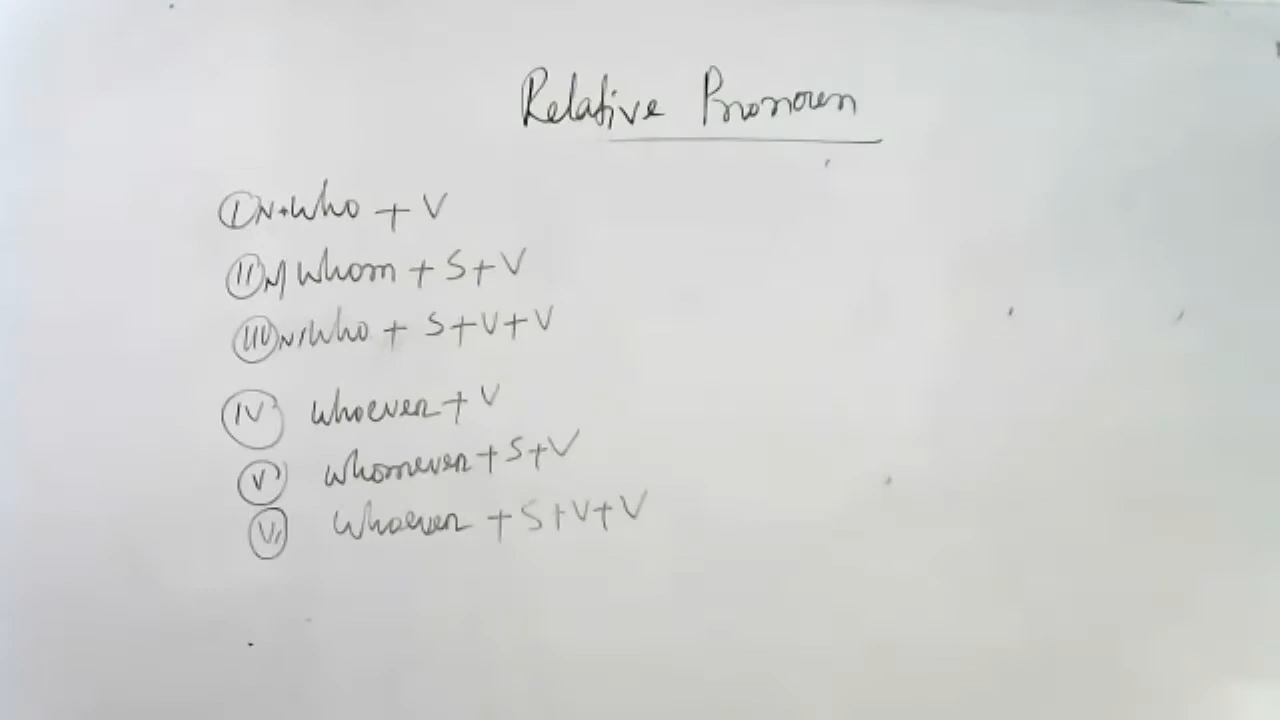 Relative Pronoun
I N+Who + V
II N/ Whom + S+V
III N/Who + S+V+V
IV Whoever + V
V Whomever + S+V
VI Whoever + S+V+V